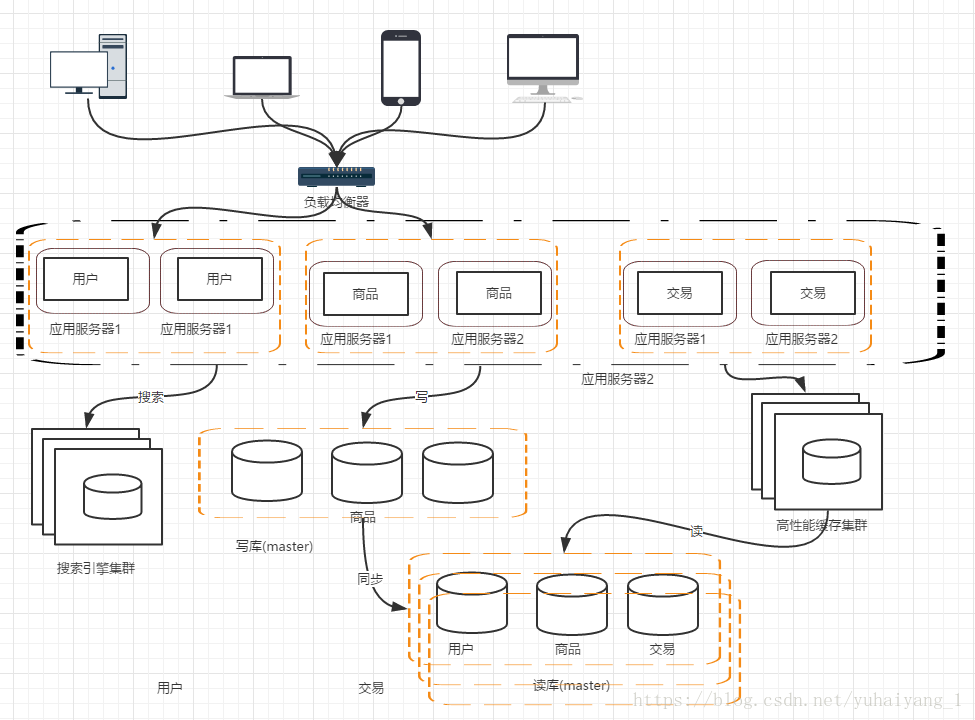 负载均衡器
用户
用户
商品
商品
交易
交易
应用服务器1
应用服务器1
应用服务器1
应用服务器2
应用服务器1
应用服务器2
应用服务器2
搜索
写
商品
高性能缓存集群
读
写库(master)
搜索引擎集群
同步
用户
商品
交易
读库(master)
用户
交易
https://blog.csdn.net/yuhaiyang_1